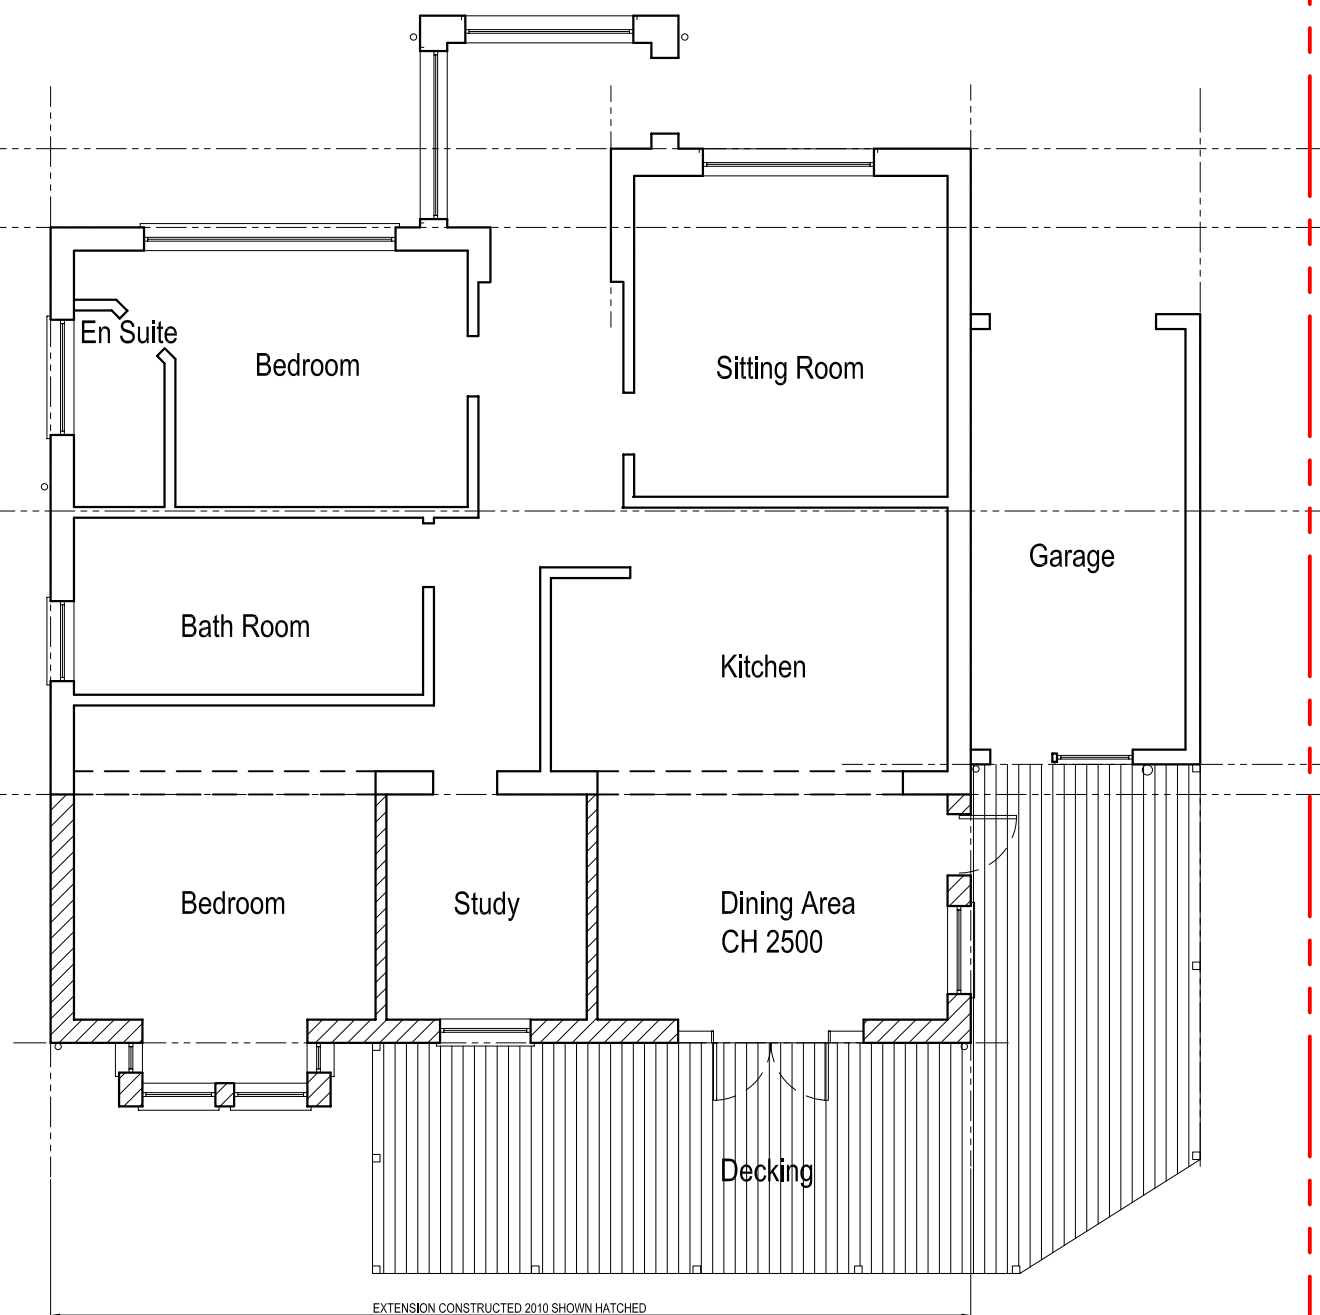 En Suite
Bedroom
Sitting Room
Garage
Bath Room
Kitchen
Bedroom
Study
Dining Area
CH 2500
Decking
EXTENSION CONSTRUCTED 2010 SHOWN HATCHED